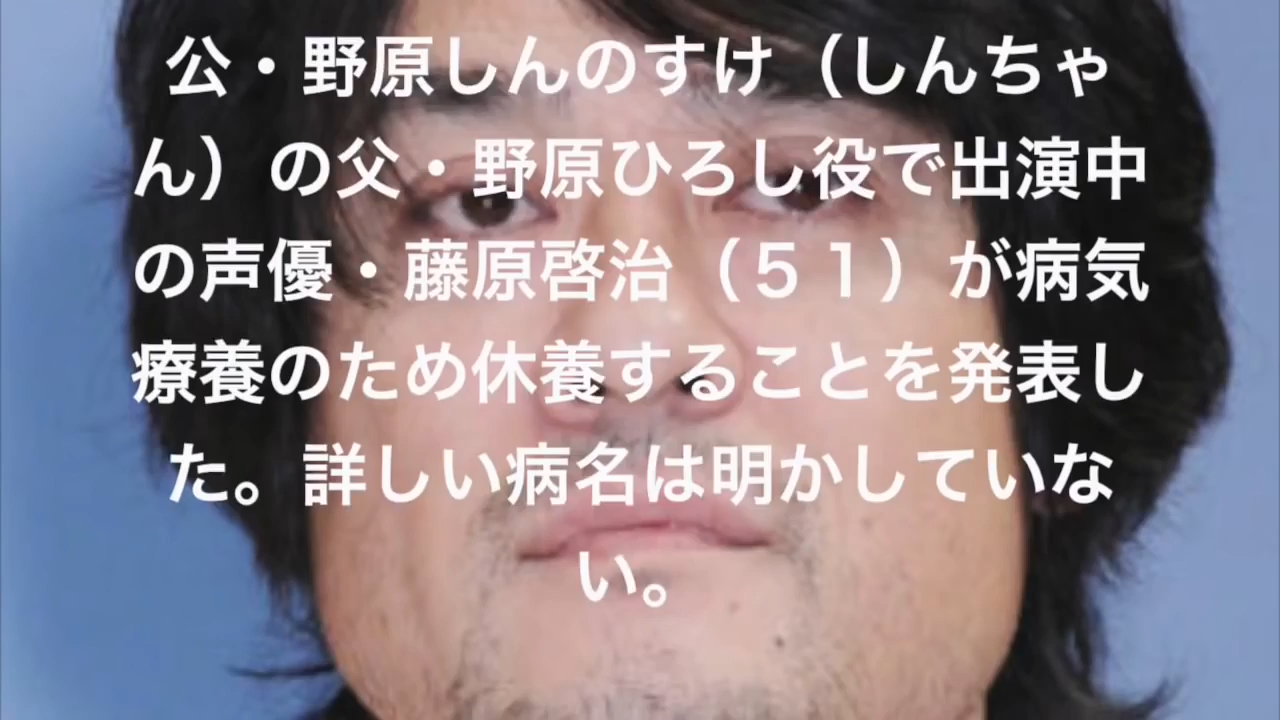 公・野原しんのすけ（しんちゃ
ん）の父・野原ひろし役で出演中
の声優・藤原啓治（５１）が病気
療養のため休養することを発表し
た。詳しい病名は明かしていな
い。